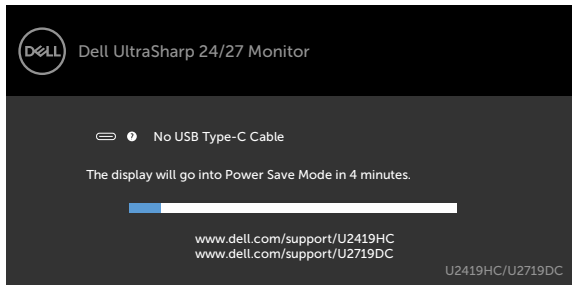 DELL Dell UltraSharp 24/27 Monitor
? No USB Type-C Cable
The display will go into Power Save Mode in 4 minutes.
www.dell.com/support/U2419HC
www.dell.com/support/U2719DC
U2419HC/U2719DC